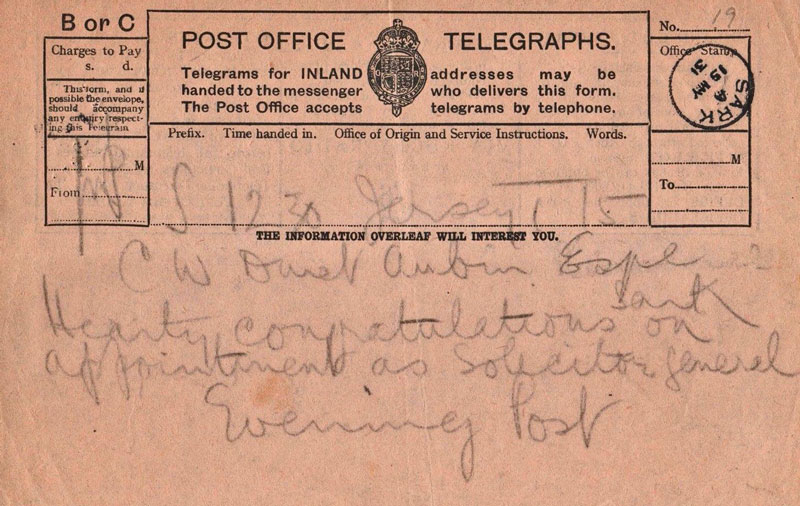 B or C
Charges to Pay
s. d.
This form, and if
possible the envelope,
should accompany
any enquiry respect-
ing this Telegram
M
From
POST OFFICE TELEGRAPHS.
Telegrams for INLAND addresses may be
handed to the messenger who delivers this form.
The Post Office accepts telegrams by telephone.
Prefix. Time handed in. Office of Origin and Service Instructions. Words.
S 12 30 Jersey 15
No. 19
Office Stamp
SARK
A
19 MY
31
M
To
THE INFORMATION OVERLEAF WILL INTEREST YOU.
C W Duret Aubin Esq
Sark
Hearty congratulations on
appointment as Solicitor general
Evening Post